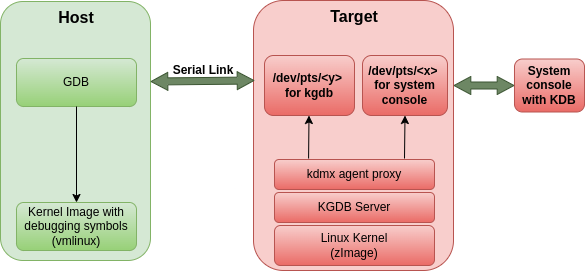 Host
GDB
Kernel Image with
debugging symbols
(vmlinux)
Serial Link
Target
/dev/pts/<y>
for kgdb
/dev/pts/<x>
for system
console
kdmx agent proxy
KGDB Server
Linux Kernel
(zImage)
System
console
with KDB